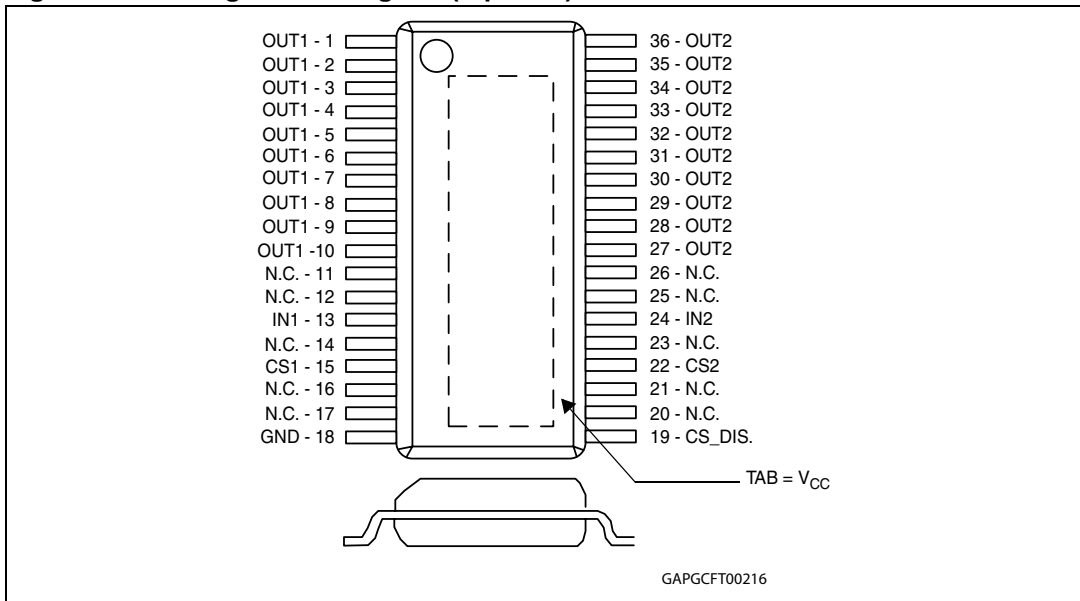 OUT1 - 1
OUT1 - 2
OUT1 - 3
OUT1 - 4
OUT1 - 5
OUT1 - 6
OUT1 - 7
OUT1 - 8
OUT1 - 9
OUT1 -10
N.C. - 11
N.C. - 12
IN1 - 13
N.C. - 14
CS1 - 15
N.C. - 16
N.C. - 17
GND - 18
36 - OUT2
35 - OUT2
34 - OUT2
33 - OUT2
32 - OUT2
31 - OUT2
30 - OUT2
29 - OUT2
28 - OUT2
27 - OUT2
26 - N.C.
25 - N.C.
24 - IN2
23 - N.C.
22 - CS2
21 - N.C.
20 - N.C.
19 - CS_DIS.
TAB = VCC
GAPGCFT00216